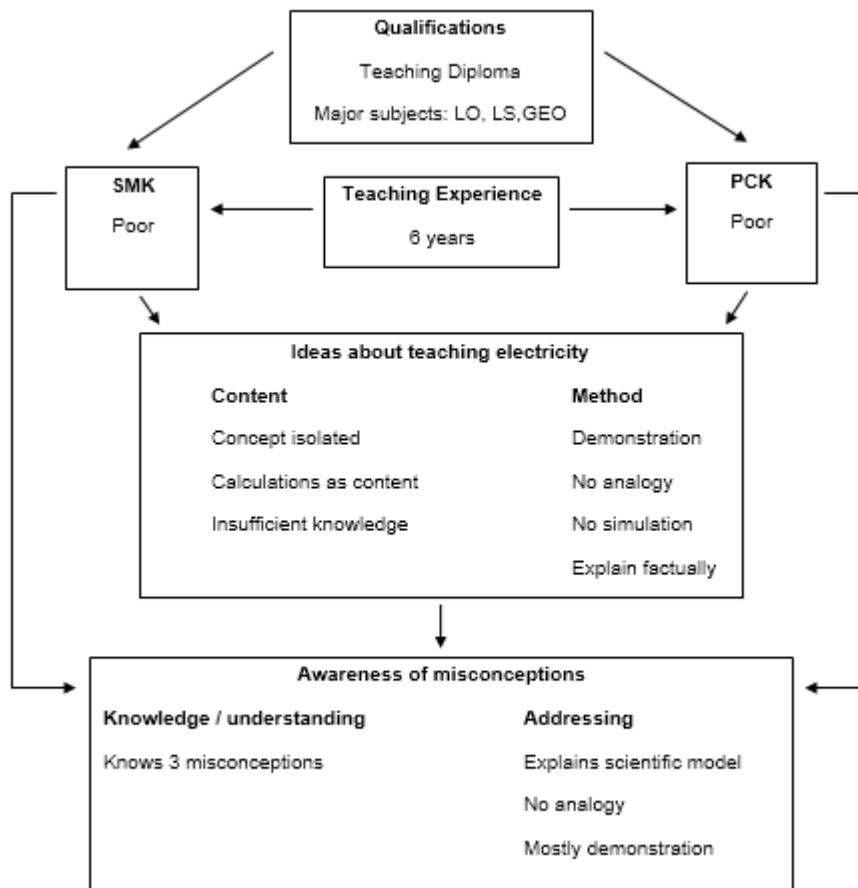 Qualifications
Teaching Diploma
Major subjects: LO, LS,GEO
SMK
Poor
Teaching Experience
6 years
PCK
Poor
Ideas about teaching electricity
Content
Concept isolated
Calculations as content
Insufficient knowledge
Method
Demonstration
No analogy
No simulation
Explain factually
Awareness of misconceptions
Knowledge / understanding
Knows 3 misconceptions
Addressing
Explains scientific model
No analogy
Mostly demonstration